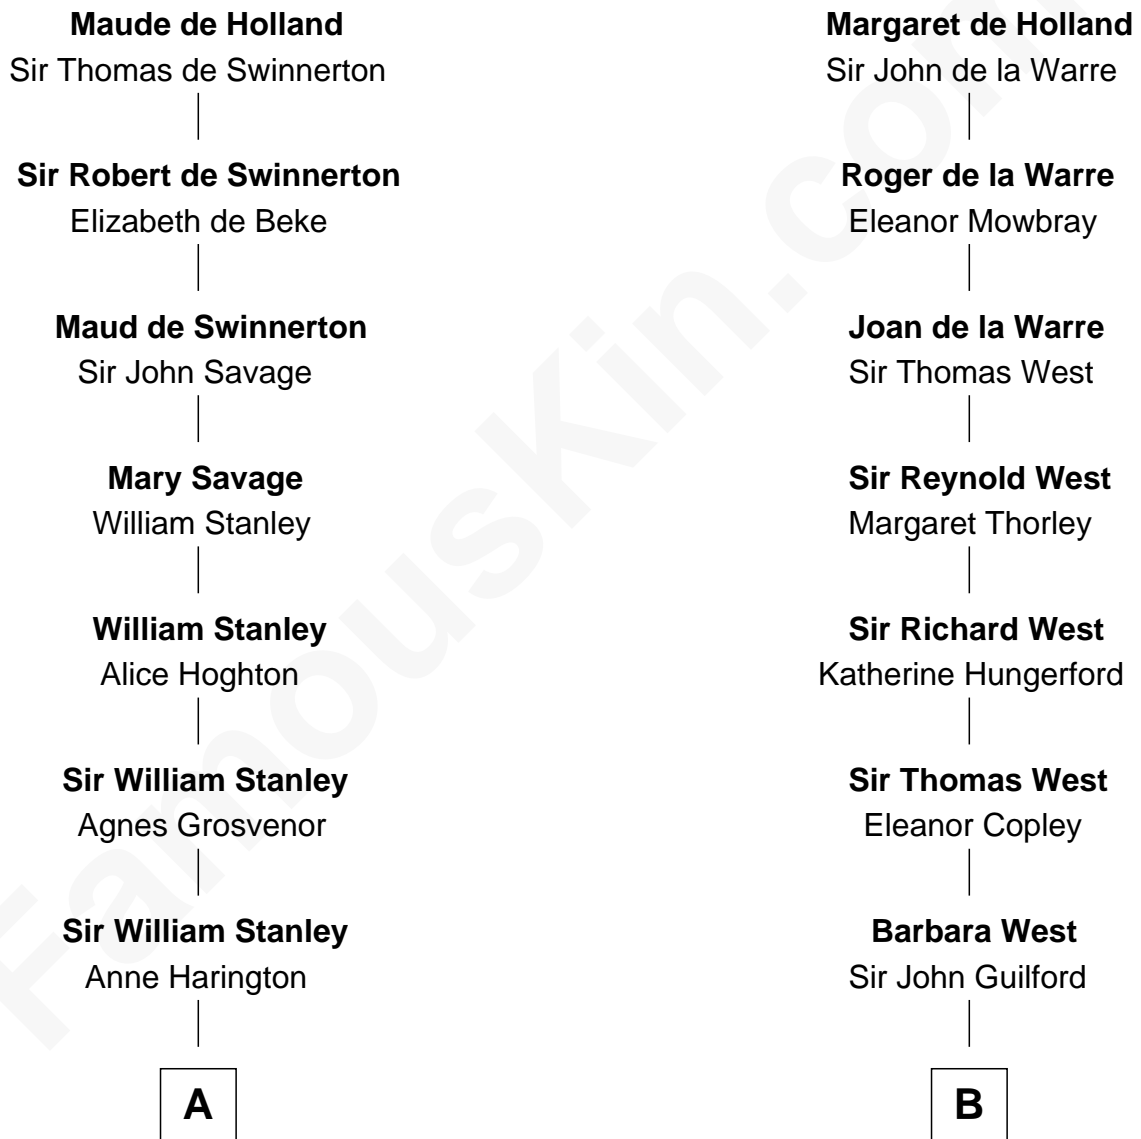 Maude de Holland
Sir Thomas de Swinnerton
Sir Robert de Swinnerton
Elizabeth de Beke
Maud de Swinnerton
Sir John Savage
Mary Savage
William Stanley
William Stanley
Alice Hoghton
Sir William Stanley
Agnes Grosvenor
Sir William Stanley
Anne Harington
A
Margaret de Holland
Sir John de la Warre
Roger de la Warre
Eleanor Mowbray
Joan de la Warre
Sir Thomas West
Sir Reynold West
Margaret Thorley
Sir Richard West
Katherine Hungerford
Sir Thomas West
Eleanor Copley
Barbara West
Sir John Guilford
B
FamousKin.com